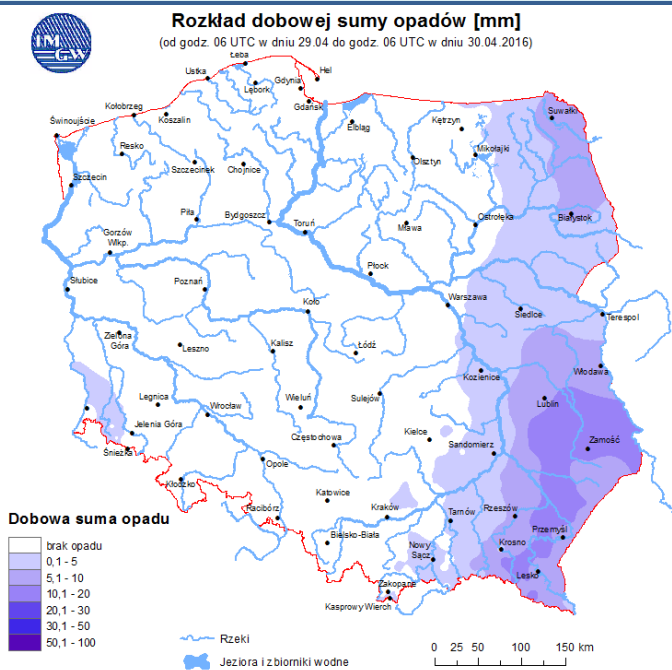 Rozkład dobowej sumy opadów [mm]
(od godz. 06 UTC w dniu 29.04 do godz. 06 UTC w dniu 30.04.2016)
IM
GW
Łeba
Ustka
Hel
Gdynia
Lębork
Gdańsk
Kołobrzeg
Koszalin
Suwałki
Świnoujście
Elbląg
Kętrzyn
Resko
Szczecinek
Chojnice
Olsztyn
Mikołajki
Szczecin
Piła
Bydgoszcz
Toruń
Mława
Ostrołęka
Białystok
Gorzów
Wlkp.
Płock
Słubice
Poznań
Koło
Warszawa
Siedlce
Terespol
Zielona
Góra
Leszno
Kalisz
Łódź
Kozienice
Włodawa
Legnica
Wrocław
Wieluń
Sulejów
Lublin
Jelenia Góra
Częstochowa
Kielce
Sandomierz
Zamość
Śnieżka
Opole
Kłodzko
Katowice
Racibórz
Kraków
Tarnów
Rzeszów
Przemyśl
Bielsko-Biała
Nowy
Sącz
Krosno
Lesko
Zakopane
Kasprowy Wierch
Dobowa suma opadu
brak opadu
0,1 - 5
5,1 - 10
10,1 - 20
20,1 - 30
30,1 - 50
50,1 - 100
Rzeki
Jeziora i zbiorniki wodne
0 25 50 100 150 km